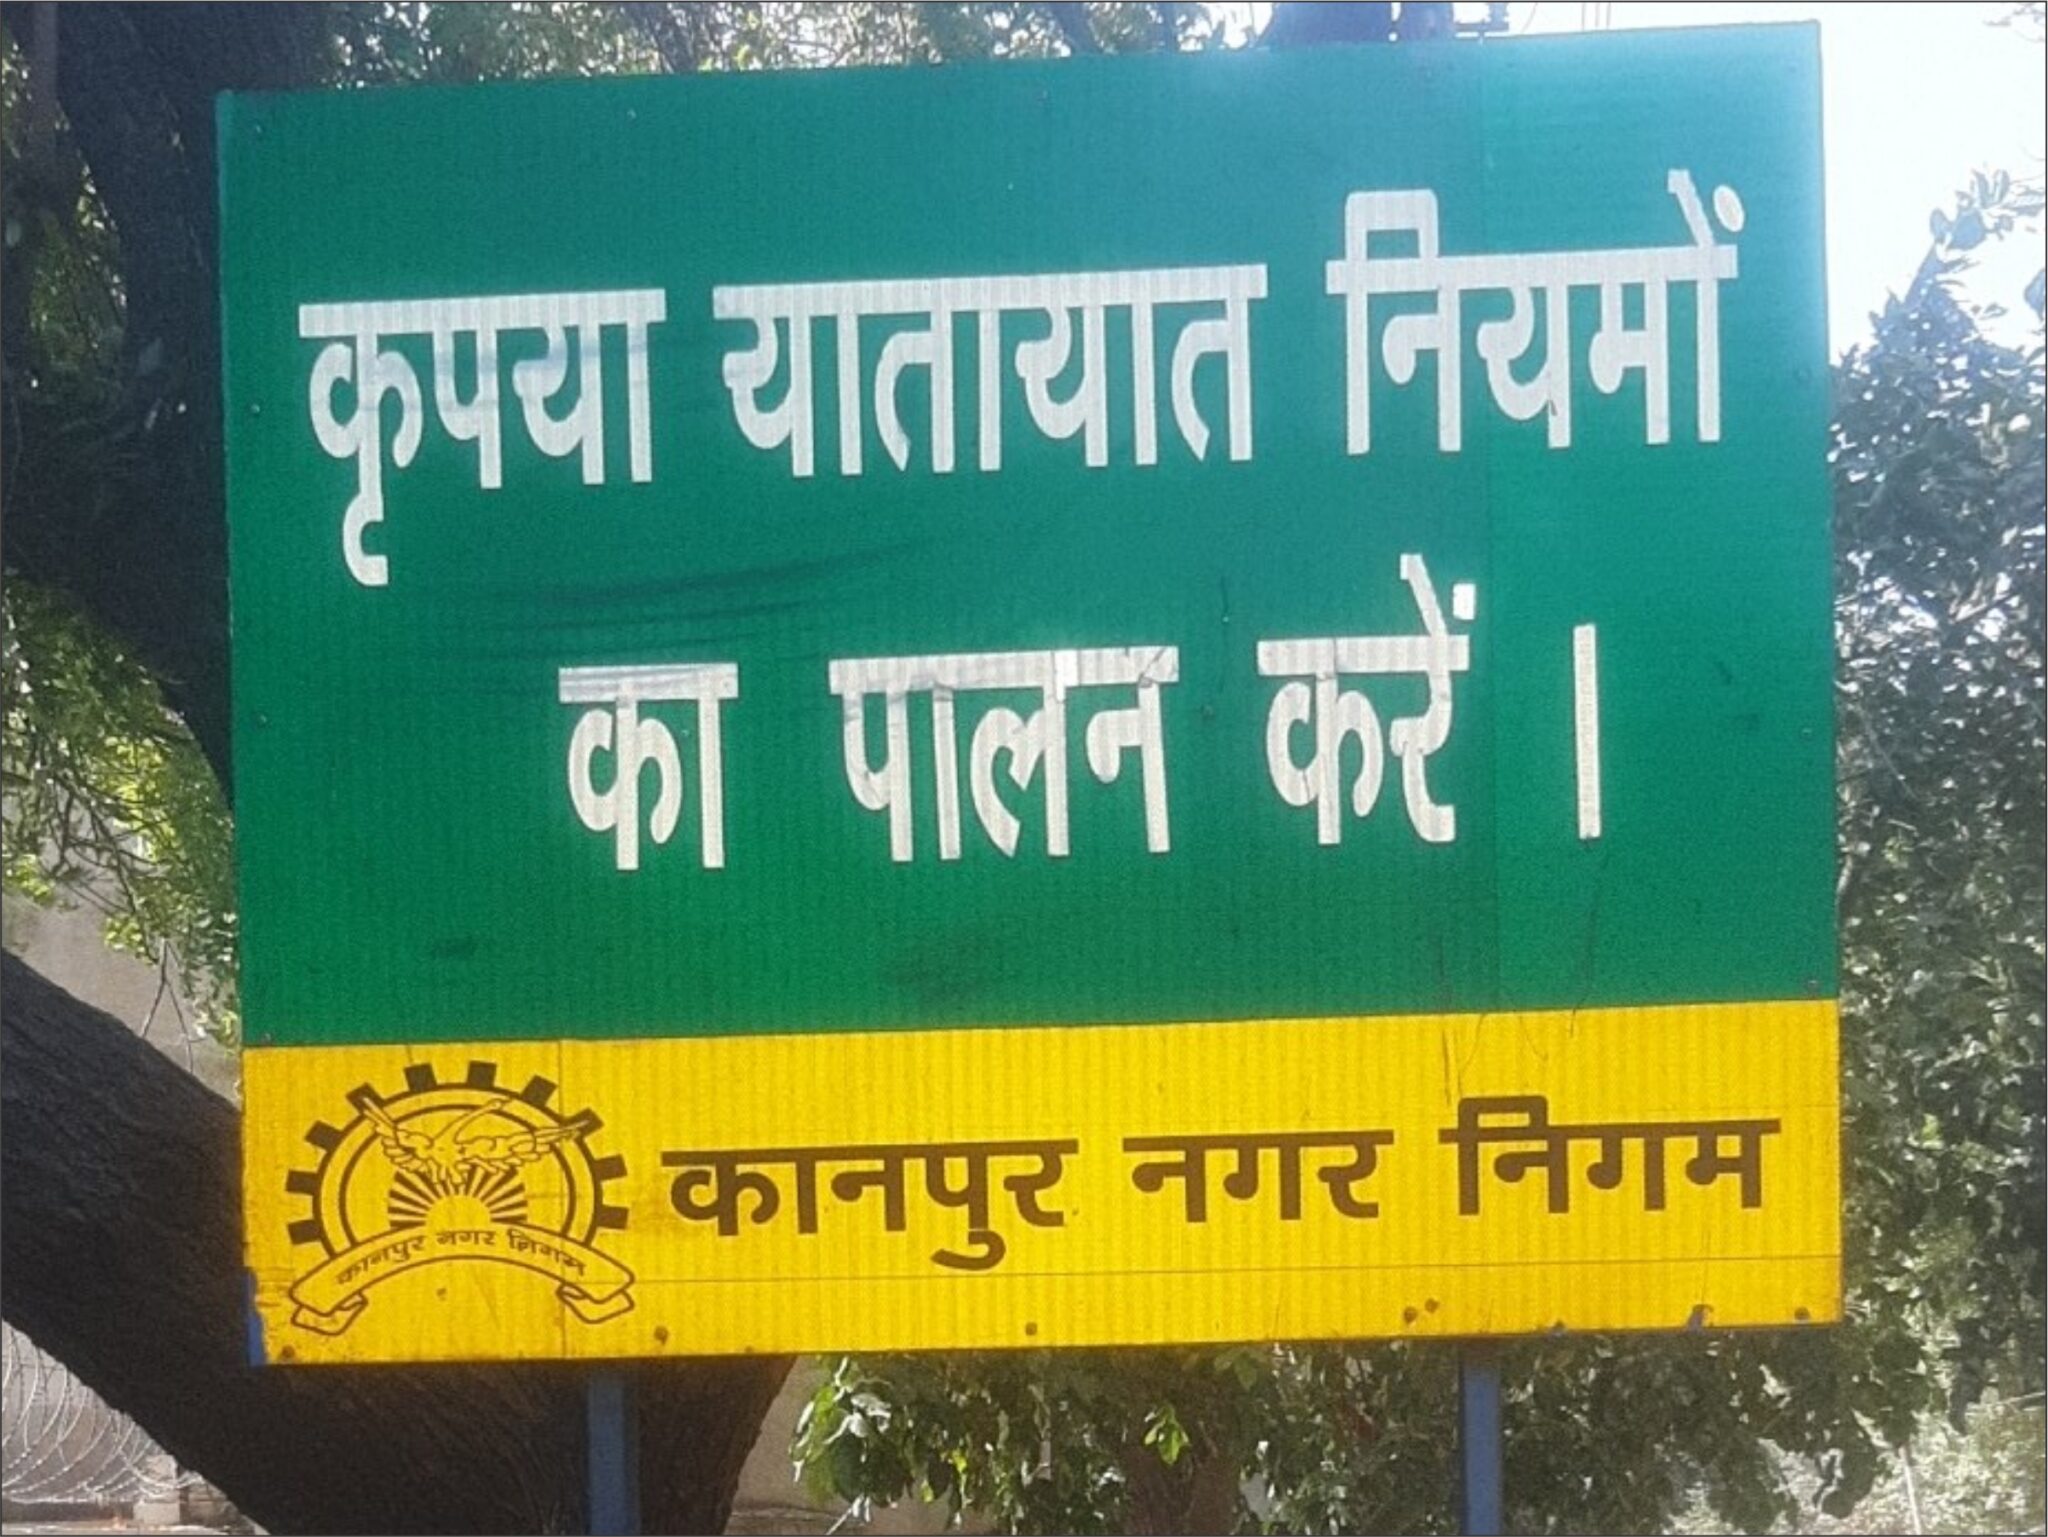 कृपया यातायात नियमों
का पालन करें ।
कानपुर नगर निगम
कानपुर नगर निगम